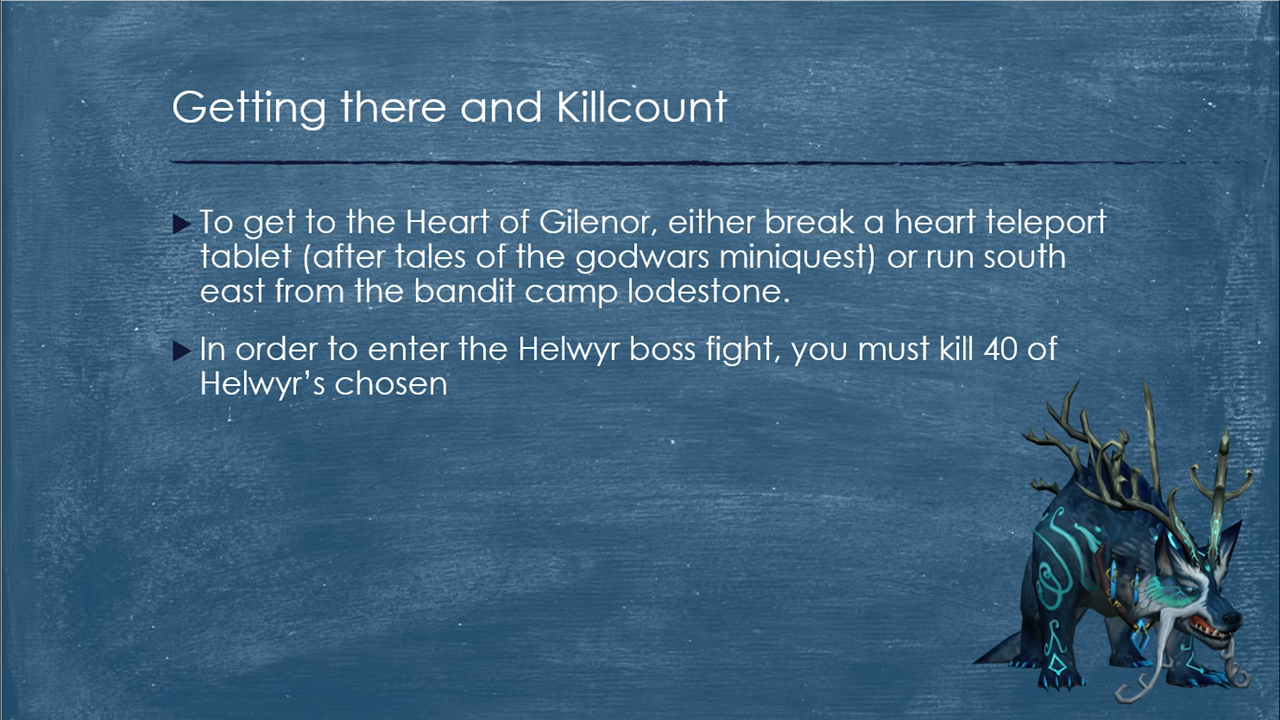 Getting there and Killcount
To get to the Heart of Gilenor, either break a heart teleport
tablet (after tales of the godwars miniquest) or run south
east from the bandit camp lodestone.
In order to enter the Helwyr boss fight, you must kill 40 of
Helwyr’s chosen